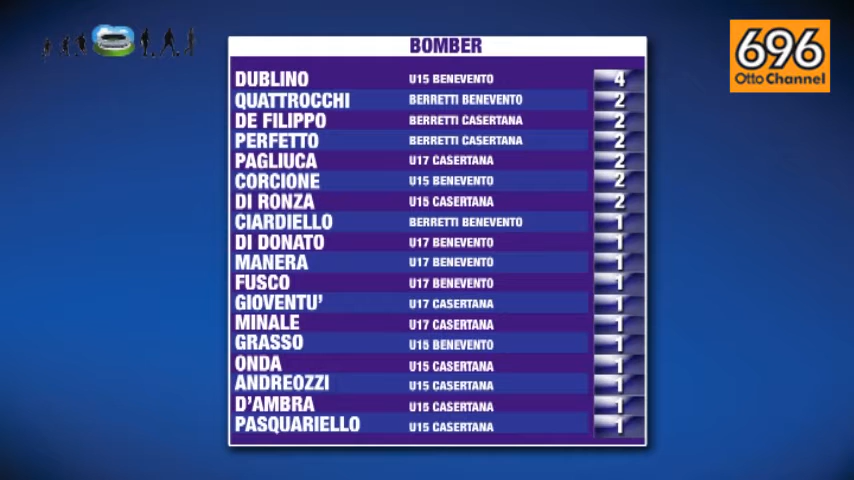 BOMBER
696
Otto Channel
DUBLINO U15 BENEVENTO 4
QUATTROCCHI BERRETTI BENEVENTO 2
DE FILIPPO BERRETTI CASERTANA 2
PERFETTO BERRETTI CASERTANA 2
PAGLIUCA U17 CASERTANA 2
CORCIONE U15 BENEVENTO 2
DI RONZA U15 CASERTANA 2
CIARDIELLO BERRETTI BENEVENTO 1
DI DONATO U17 BENEVENTO 1
MANERA U17 BENEVENTO 1
FUSCO U17 BENEVENTO 1
GIOVENTU' U17 CASERTANA 1
MINALE U17 CASERTANA 1
GRASSO U15 BENEVENTO 1
ONDA U15 CASERTANA 1
ANDREOZZI U15 CASERTANA 1
D'AMBRA U15 CASERTANA 1
PASQUARIELLO U15 CASERTANA 1